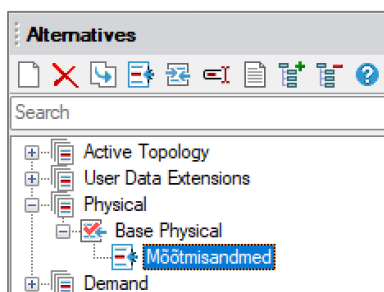 Alternatives
Search
Active Topology
User Data Extensions
Physical
Base Physical
Mõõtmisandmed
Demand